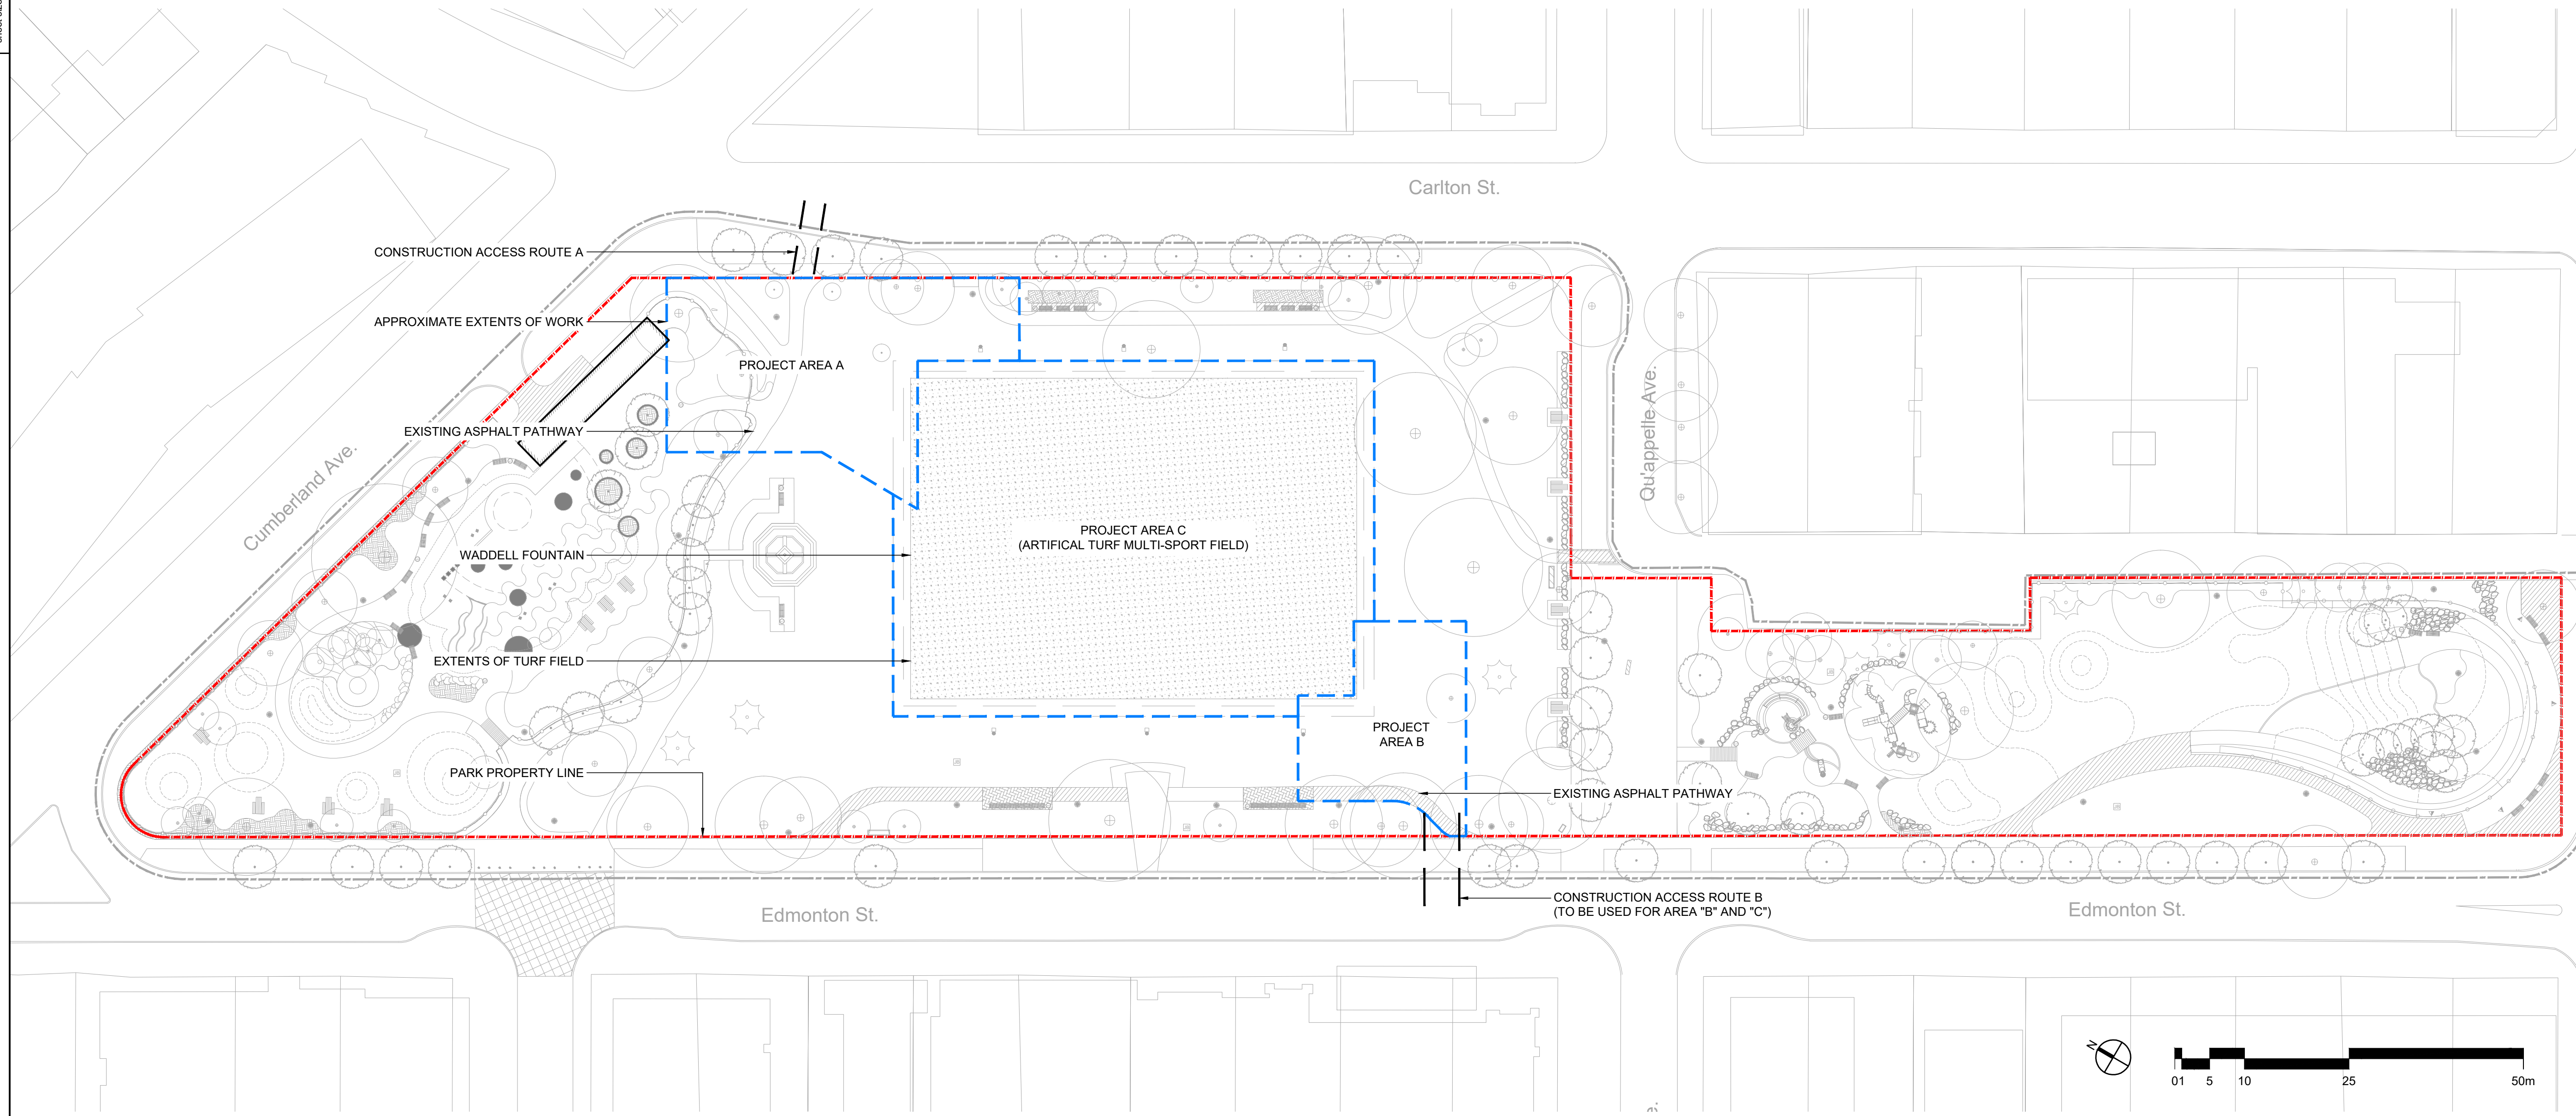 Carlton St.
CONSTRUCTION ACCESS ROUTE A
APPROXIMATE EXTENTS OF WORK
PROJECT AREA A
EXISTING ASPHALT PATHWAY
Cumberland Ave.
Qu'appelle Ave.
WADDELL FOUNTAIN
PROJECT AREA C
(ARTIFICAL TURF MULTI-SPORT FIELD)
EXTENTS OF TURF FIELD
PROJECT
AREA B
PARK PROPERTY LINE
EXISTING ASPHALT PATHWAY
CONSTRUCTION ACCESS ROUTE B
(TO BE USED FOR AREA "B" AND "C")
Edmonton St.
Edmonton St.
N
01 5 10 25 50m